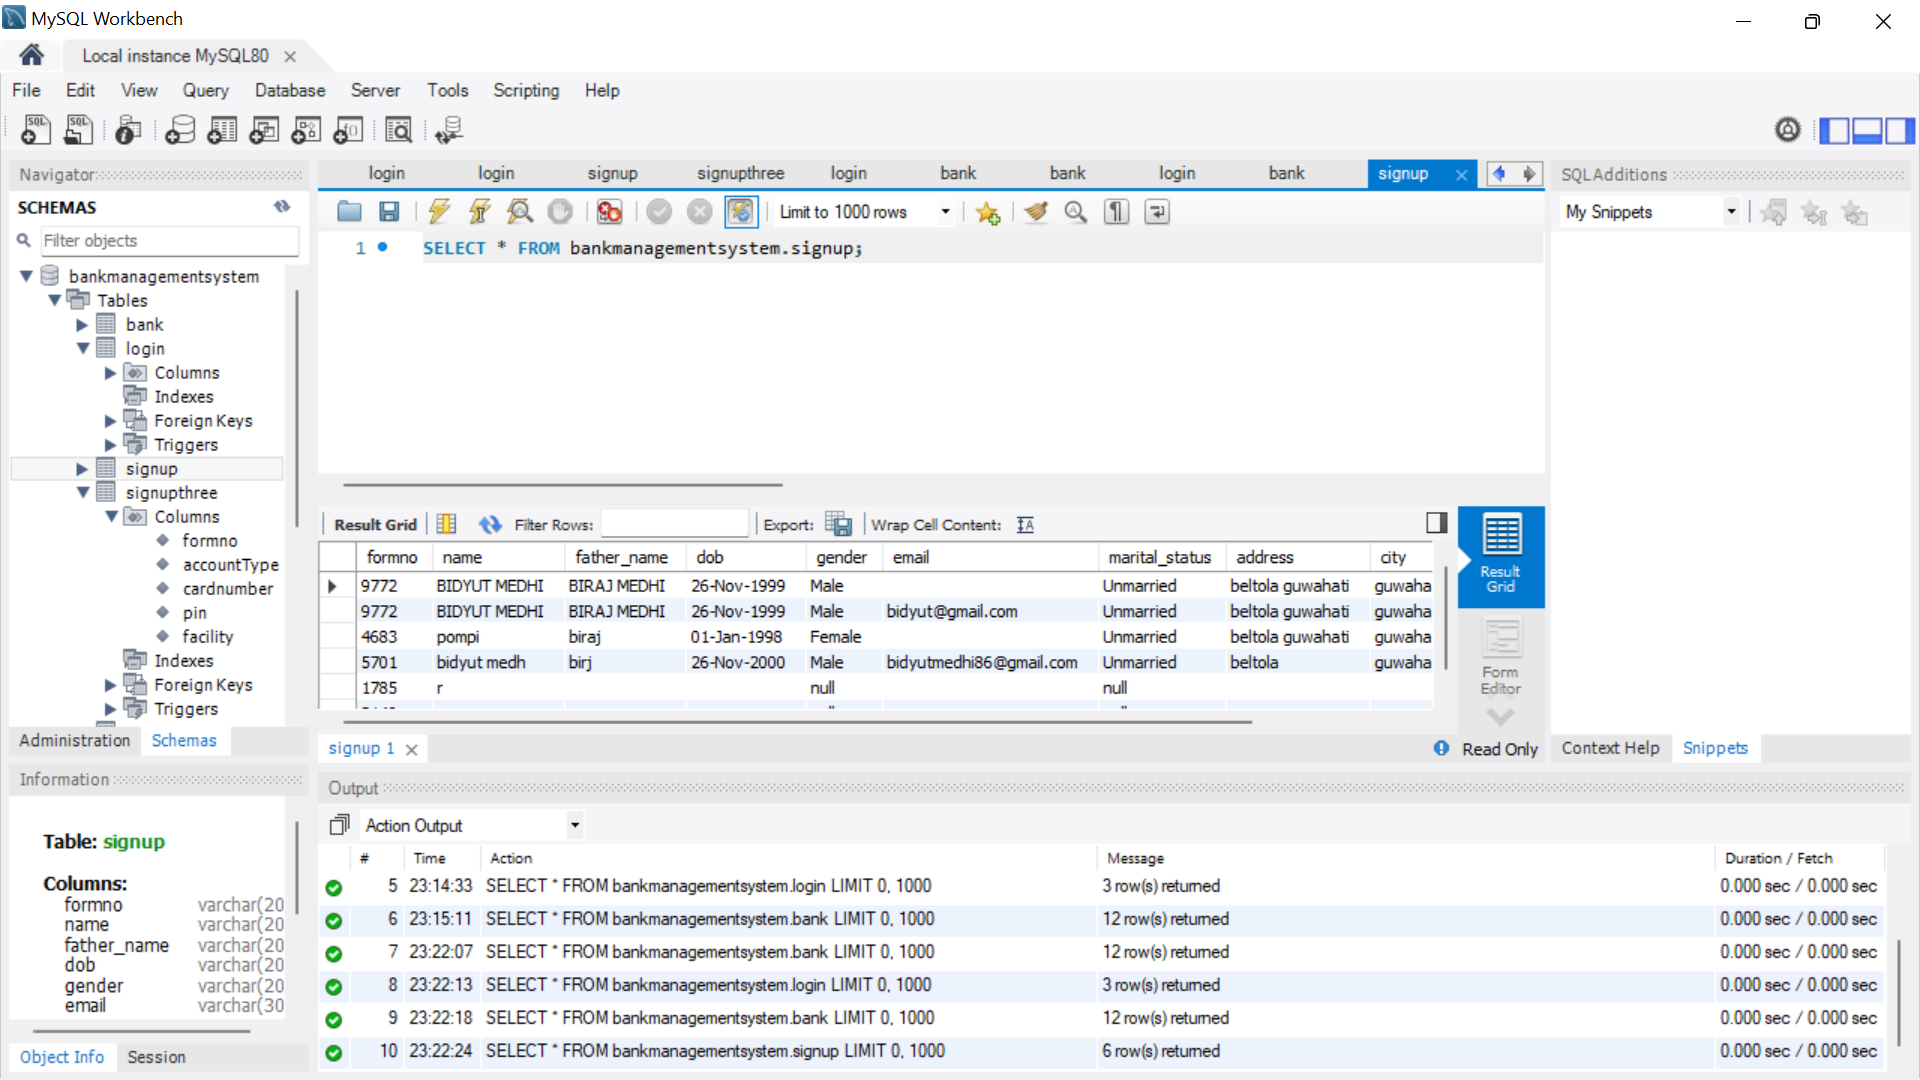 MySQL Workbench
Local instance MySQL80
File Edit View Query Database Server Tools Scripting Help
Navigator
SCHEMAS
Filter objects
bankmanagementsystem
Tables
bank
login
Columns
Indexes
Foreign Keys
Triggers
signup
signupthree
Columns
formno
accountType
cardnumber
pin
facility
Indexes
Foreign Keys
Triggers
Administration Schemas
Information
Table: signup
Columns:
formno varchar(20
name varchar(20
father_name varchar(20
dob varchar(20
gender varchar(20
email varchar(30
Object Info Session
login login signup signupthree login bank bank login bank signup
Limit to 1000 rows
1 SELECT * FROM bankmanagementsystem.signup;
Result Grid Filter Rows: Export: Wrap Cell Content:
formno name father_name dob gender email marital_status address city
9772 BIDYUT MEDHI BIRAJ MEDHI 26-Nov-1999 Male Unmarried beltola guwahati guwaha
9772 BIDYUT MEDHI BIRAJ MEDHI 26-Nov-1999 Male bidyut@gmail.com Unmarried beltola guwahati guwaha
4683 pompi biraj 01-Jan-1998 Female Unmarried beltola guwahati guwaha
5701 bidyut medh birj 26-Nov-2000 Male bidyutmedhi86@gmail.com Unmarried beltola guwaha
1785 r null null
Result Grid
Form Editor
signup 1
Read Only
SQLAdditions
My Snippets
Context Help Snippets
Output
Action Output
# Time Action Message Duration / Fetch
5 23:14:33 SELECT * FROM bankmanagementsystem.login LIMIT 0, 1000 3 row(s) returned 0.000 sec / 0.000 sec
6 23:15:11 SELECT * FROM bankmanagementsystem.bank LIMIT 0, 1000 12 row(s) returned 0.000 sec / 0.000 sec
7 23:22:07 SELECT * FROM bankmanagementsystem.bank LIMIT 0, 1000 12 row(s) returned 0.000 sec / 0.000 sec
8 23:22:13 SELECT * FROM bankmanagementsystem.login LIMIT 0, 1000 3 row(s) returned 0.000 sec / 0.000 sec
9 23:22:18 SELECT * FROM bankmanagementsystem.bank LIMIT 0, 1000 12 row(s) returned 0.000 sec / 0.000 sec
10 23:22:24 SELECT * FROM bankmanagementsystem.signup LIMIT 0, 1000 6 row(s) returned 0.000 sec / 0.000 sec